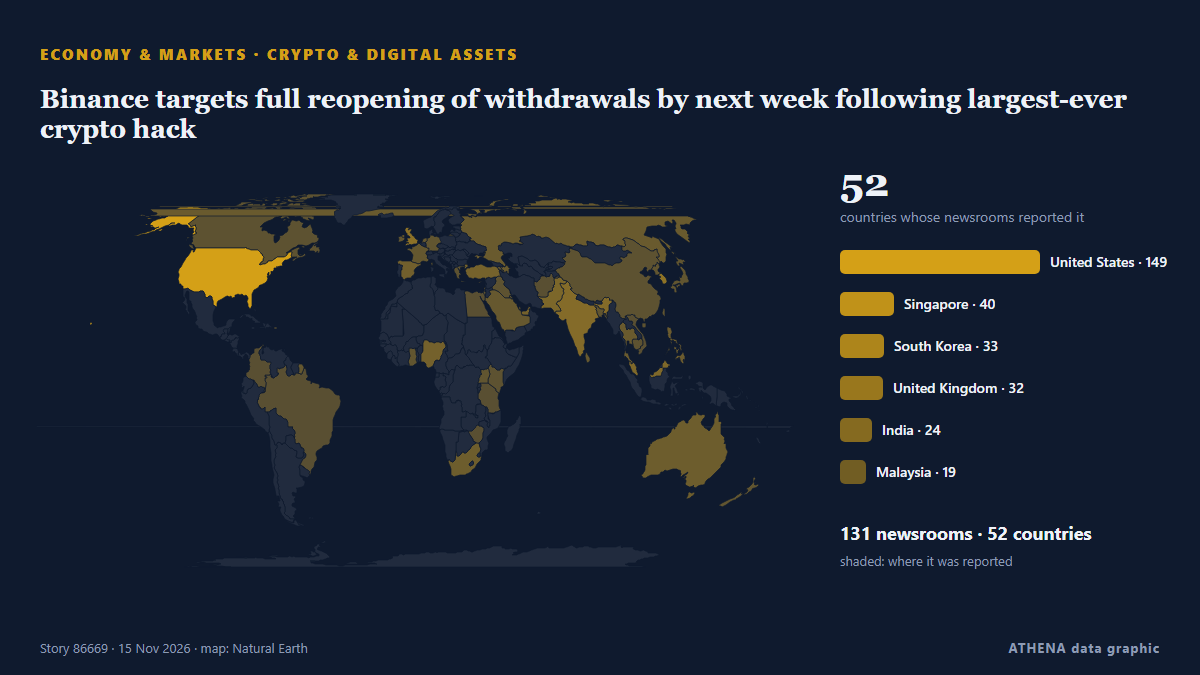 ECONOMY & MARKETS · CRYPTO & DIGITAL ASSETS
Binance targets full reopening of withdrawals by next week following largest-ever
crypto hack
52
countries whose newsrooms reported it
United States · 149
Singapore · 40
South Korea · 33
United Kingdom · 32
India · 24
Malaysia · 19
131 newsrooms · 52 countries
shaded: where it was reported
Story 86669 · 15 Nov 2026 · map: Natural Earth
ATHENA data graphic